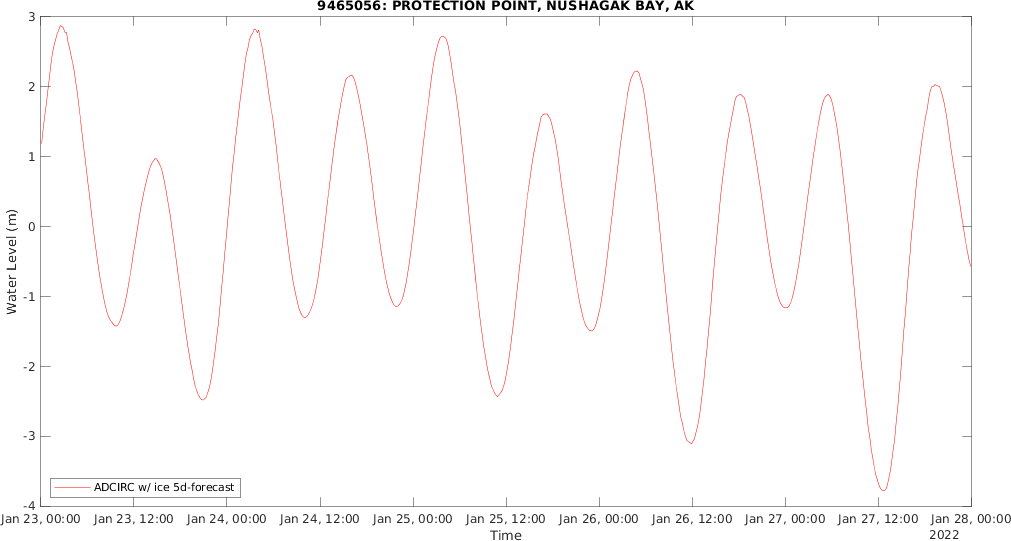 9465056: PROTECTION POINT, NUSHAGAK BAY, AK
3
2
1
0
-1
-2
-3
-4
Water Level (m)
ADCIRC w/ ice 5d-forecast
Jan 23, 00:00 Jan 23, 12:00 Jan 24, 00:00 Jan 24, 12:00 Jan 25, 00:00 Jan 25, 12:00 Jan 26, 00:00 Jan 26, 12:00 Jan 27, 00:00 Jan 27, 12:00 Jan 28, 00:00
Time
2022